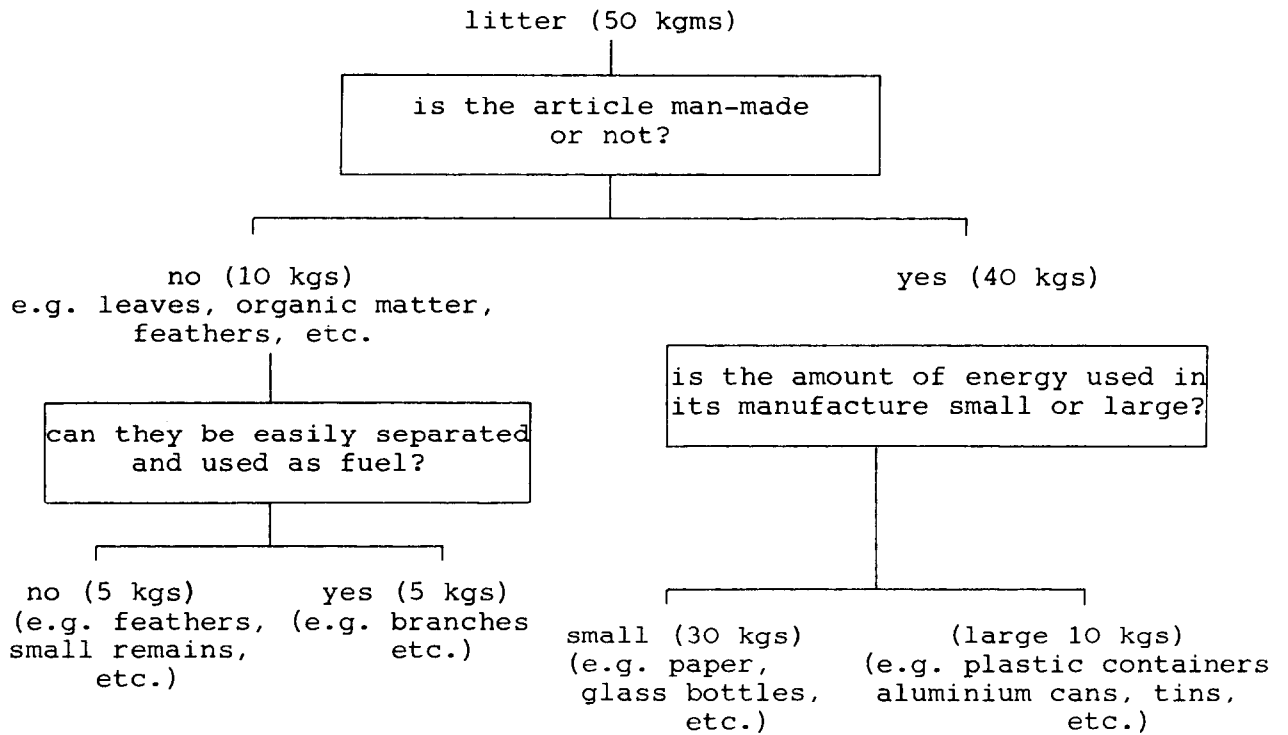 litter (50 kgms)
is the article man-made
or not?
no (10 kgs)
e.g. leaves, organic matter,
feathers, etc.
yes (40 kgs)
is the amount of energy used in
its manufacture small or large?
can they be easily separated
and used as fuel?
no (5 kgs)
(e.g. feathers,
small remains,
etc.)
yes (5 kgs)
(e.g. branches
etc.)
small (30 kgs)
(e.g. paper,
glass bottles,
etc.)
(large 10 kgs)
(e.g. plastic containers
aluminium cans, tins,
etc.)